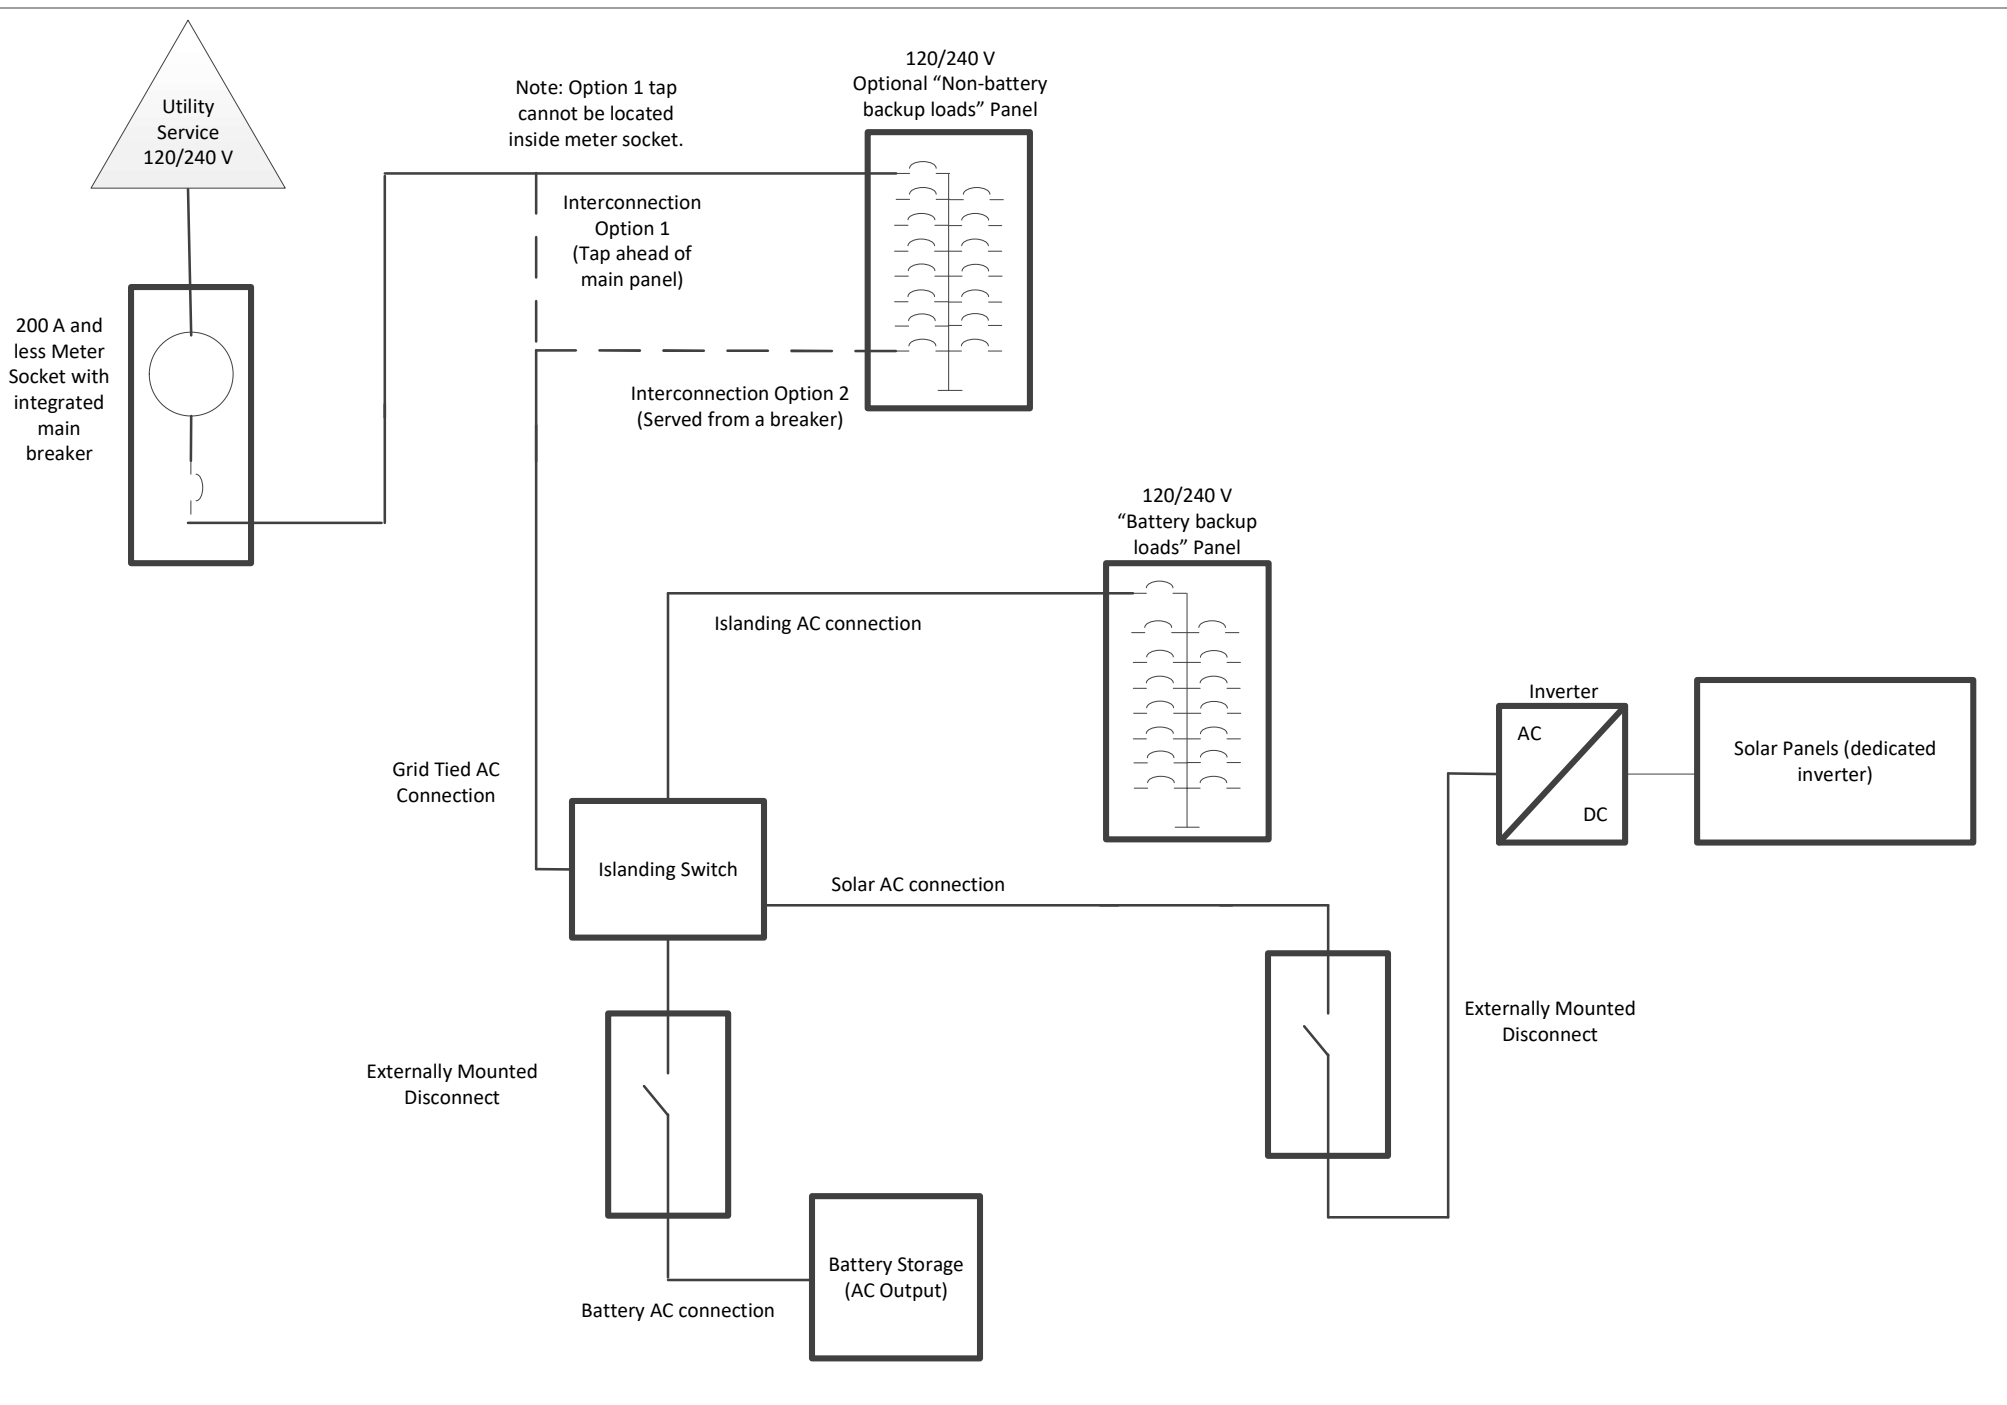 Utility
Service
120/240 V
Note: Option 1 tap
cannot be located
inside meter socket.
120/240 V
Optional “Non-battery
backup loads” Panel
Interconnection
Option 1
(Tap ahead of
main panel)
200 A and
less Meter
Socket with
integrated
main
breaker
Interconnection Option 2
(Served from a breaker)
120/240 V
“Battery backup
loads” Panel
Islanding AC connection
Inverter
AC
DC
Solar Panels (dedicated
inverter)
Grid Tied AC
Connection
Islanding Switch
Solar AC connection
Externally Mounted
Disconnect
Externally Mounted
Disconnect
Battery Storage
(AC Output)
Battery AC connection